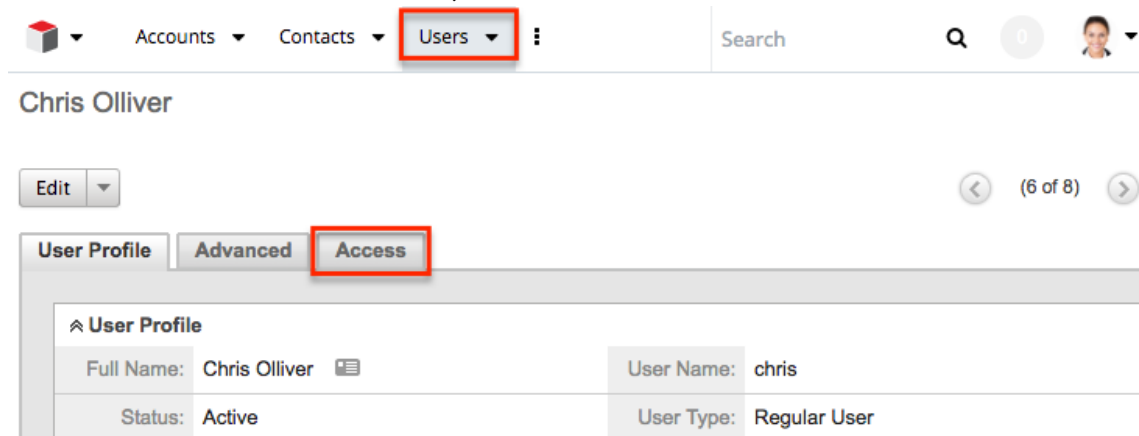 Accounts Contacts Users Search 0
Chris Olliver
Edit (6 of 8)
User Profile Advanced Access
User Profile
Full Name: Chris Olliver User Name: chris
Status: Active User Type: Regular User